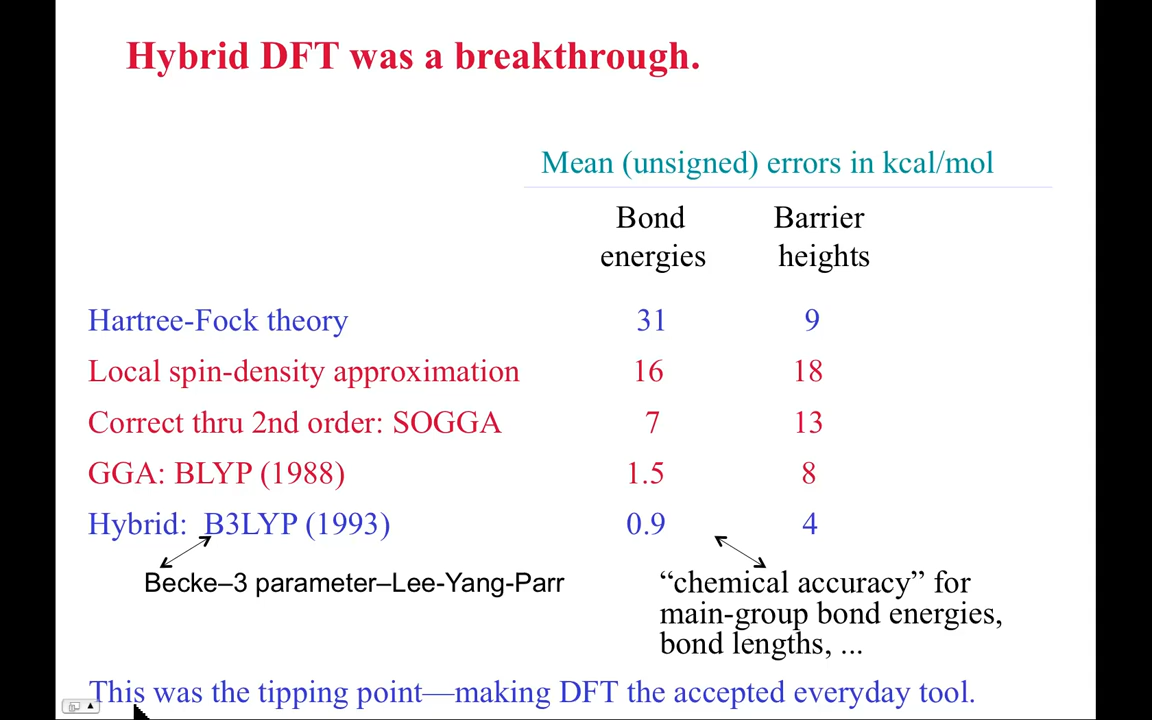 Hybrid DFT was a breakthrough.
Mean (unsigned) errors in kcal/mol
Bond Barrier
energies heights
Hartree-Fock theory 31 9
Local spin-density approximation 16 18
Correct thru 2nd order: SOGGA 7 13
GGA: BLYP (1988) 1.5 8
Hybrid: B3LYP (1993) 0.9 4
Becke–3 parameter–Lee-Yang-Parr
“chemical accuracy” for
main-group bond energies,
bond lengths, ...
This was the tipping point—making DFT the accepted everyday tool.